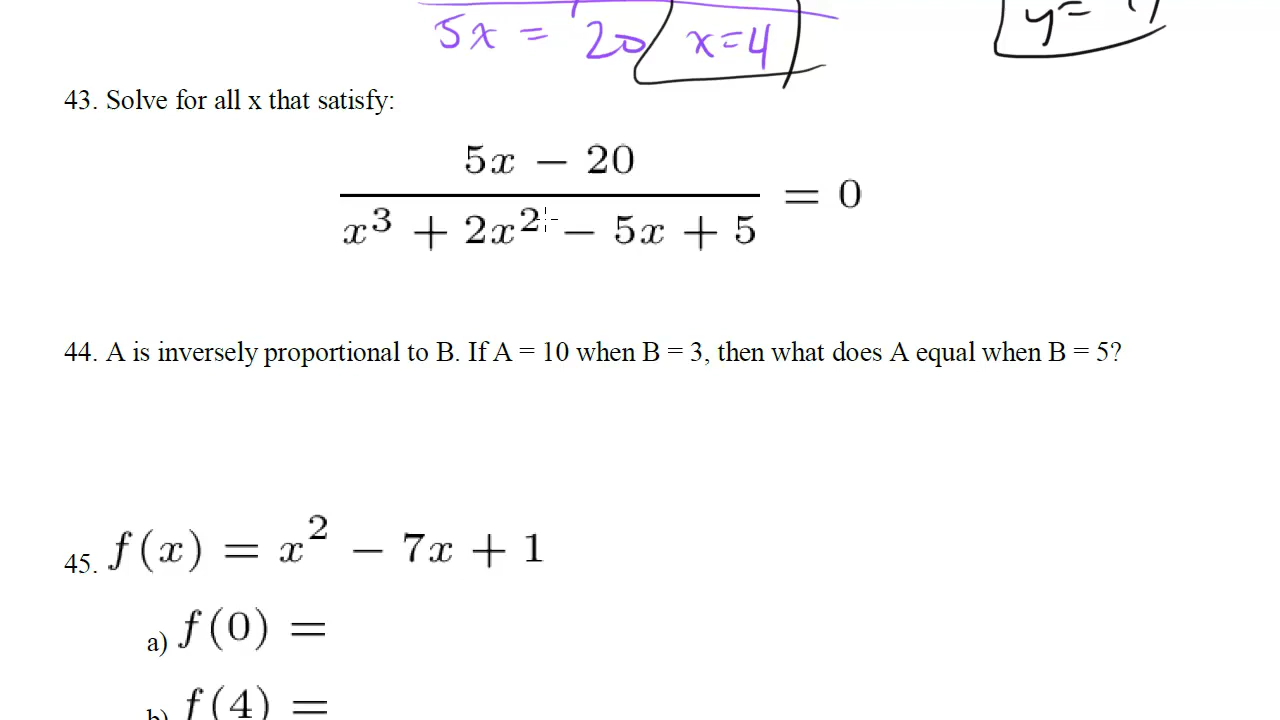 5x = 20 x=4
y=
43. Solve for all x that satisfy:
5x − 20
x³ + 2x² − 5x + 5
= 0
44. A is inversely proportional to B. If A = 10 when B = 3, then what does A equal when B = 5?
45. f(x) = x² − 7x + 1
a) f(0) =
b) f(4) =